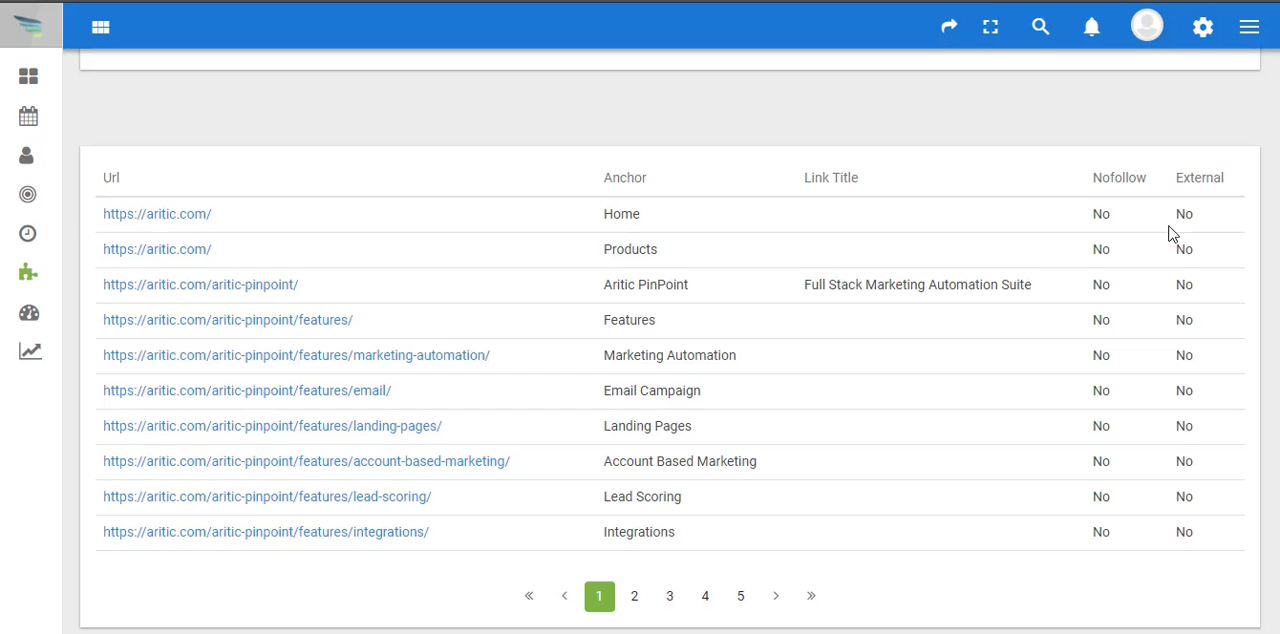 Url Anchor Link Title Nofollow External
https://aritic.com/ Home No No
https://aritic.com/ Products No No
https://aritic.com/aritic-pinpoint/ Aritic PinPoint Full Stack Marketing Automation Suite No No
https://aritic.com/aritic-pinpoint/features/ Features No No
https://aritic.com/aritic-pinpoint/features/marketing-automation/ Marketing Automation No No
https://aritic.com/aritic-pinpoint/features/email/ Email Campaign No No
https://aritic.com/aritic-pinpoint/features/landing-pages/ Landing Pages No No
https://aritic.com/aritic-pinpoint/features/account-based-marketing/ Account Based Marketing No No
https://aritic.com/aritic-pinpoint/features/lead-scoring/ Lead Scoring No No
https://aritic.com/aritic-pinpoint/features/integrations/ Integrations No No
« ‹ 1 2 3 4 5 › »